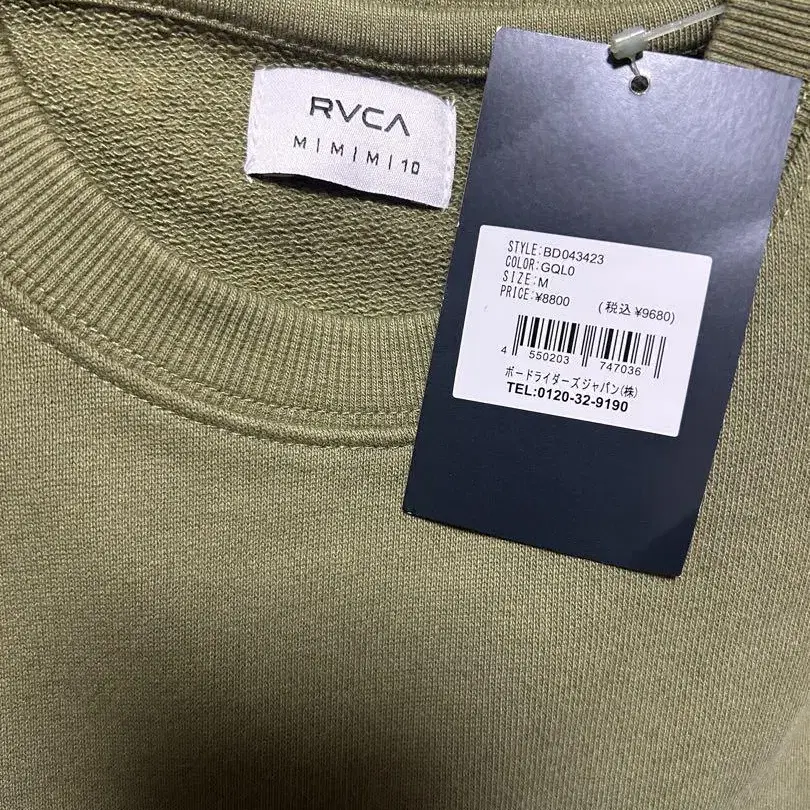 RVCA
M|M|M|10
STYLE:BD043423
COLOR:GQL0
SIZE:M
PRICE:¥8800 (税込 ¥9680)
4 550203 747036
ボードライダーズジャパン(株)
TEL:0120-32-9190